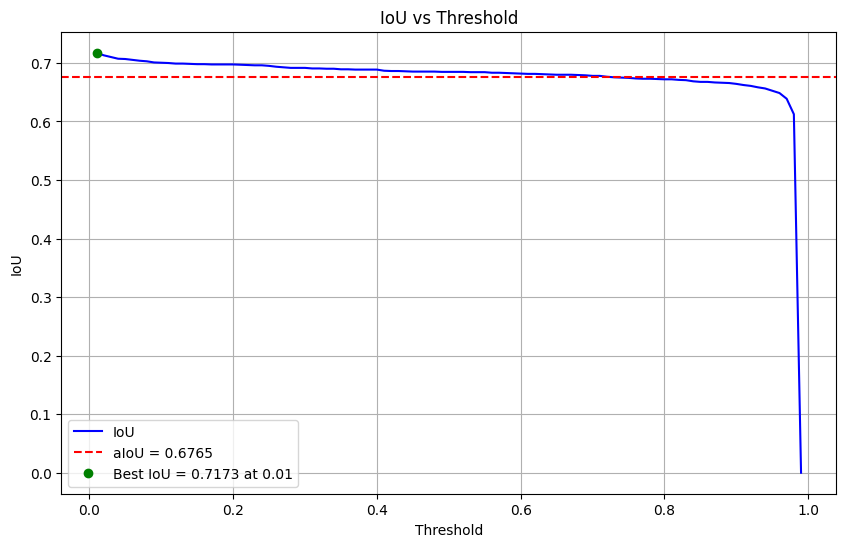 IoU vs Threshold
IoU
0.7
0.6
0.5
0.4
0.3
0.2
0.1
0.0
IoU
aIoU = 0.6765
Best IoU = 0.7173 at 0.01
0.0 0.2 0.4 0.6 0.8 1.0
Threshold